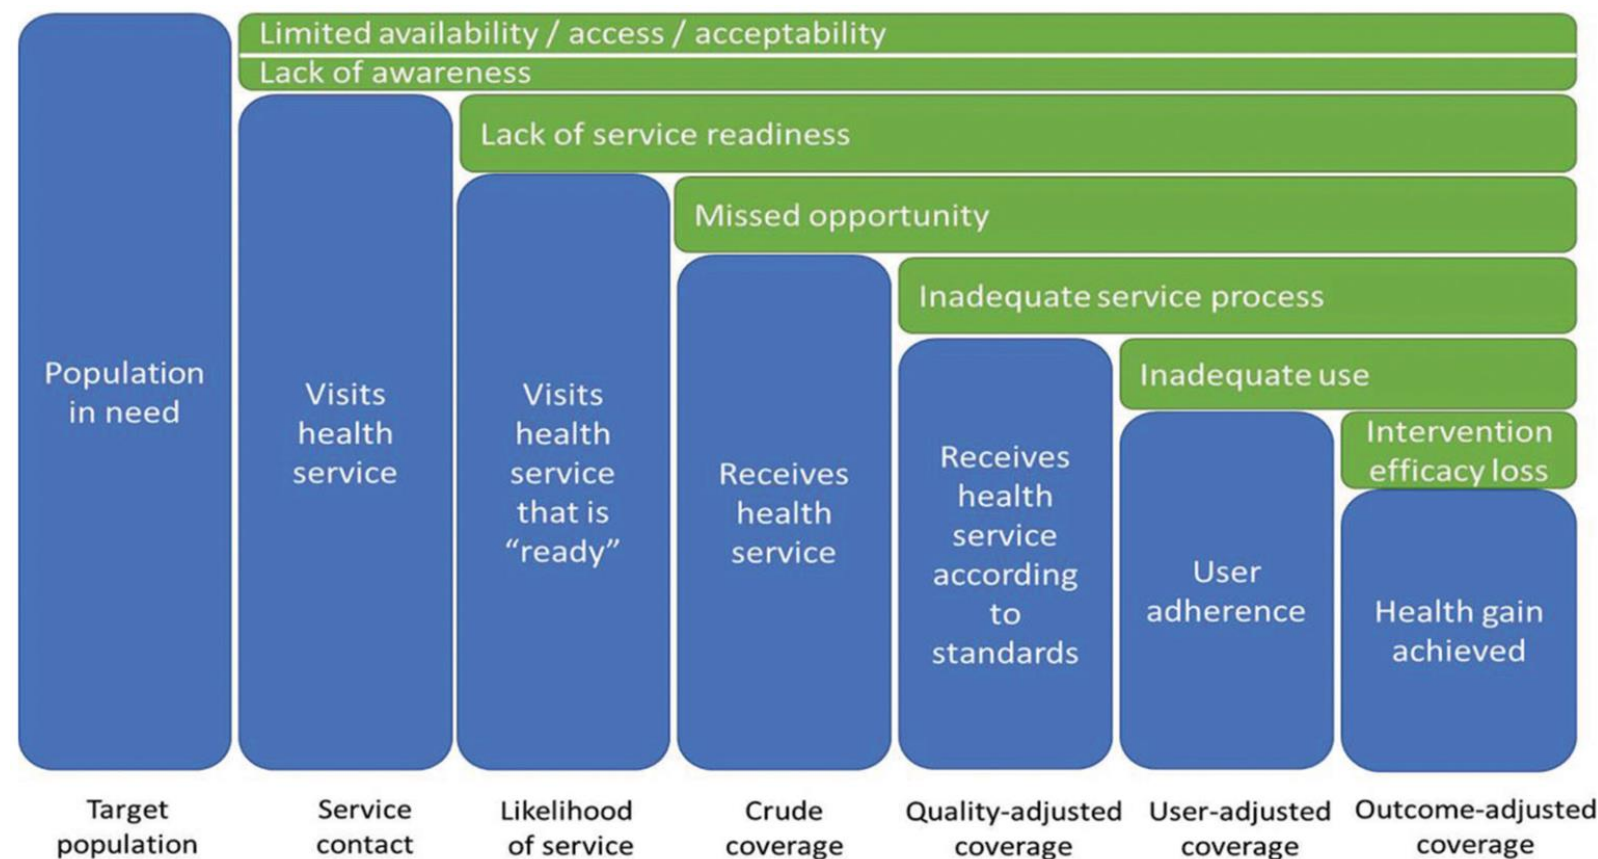 Limited availability / access / acceptability
Lack of awareness
Lack of service readiness
Missed opportunity
Inadequate service process
Inadequate use
Intervention
efficacy loss
Population
in need
Visits
health
service
Visits
health
service
that is
“ready”
Receives
health
service
Receives
health
service
according
to
standards
User
adherence
Health gain
achieved
Target
population
Service
contact
Likelihood
of service
Crude
coverage
Quality-adjusted
coverage
User-adjusted
coverage
Outcome-adjusted
coverage